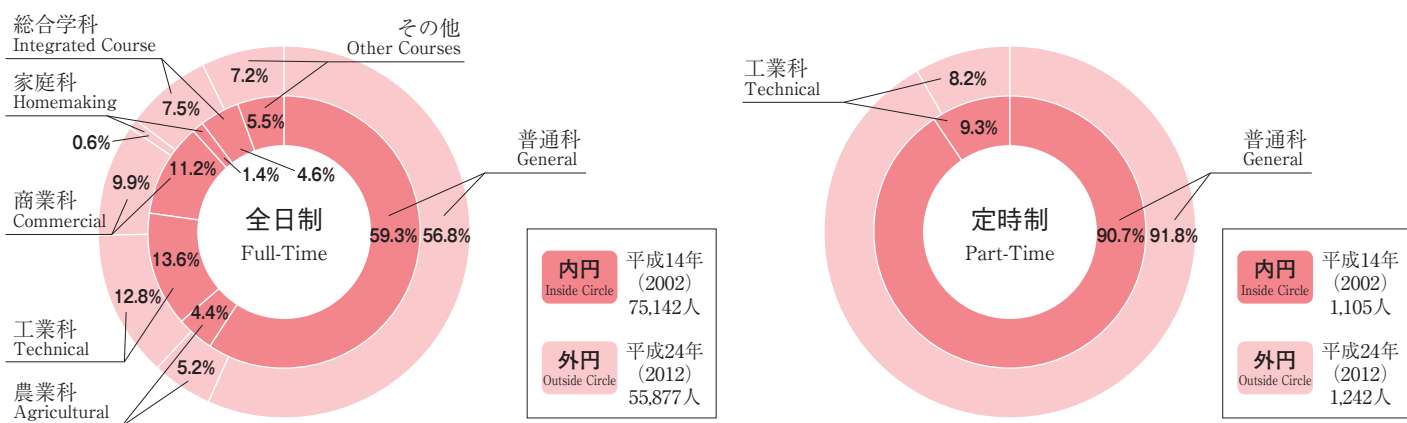 総合学科
Integrated Course
その他
Other Courses
7.2%
家庭科
Homemaking
7.5%
5.5%
0.6%
11.2%
1.4%
4.6%
9.9%
商業科
Commercial
普通科
General
全日制
Full-Time
59.3%
56.8%
13.6%
12.8%
4.4%
工業科
Technical
5.2%
農業科
Agricultural
内円
Inside Circle
平成14年
(2002)
75,142人
外円
Outside Circle
平成24年
(2012)
55,877人
工業科
Technical
8.2%
9.3%
普通科
General
定時制
Part-Time
90.7%
91.8%
内円
Inside Circle
平成14年
(2002)
1,105人
外円
Outside Circle
平成24年
(2012)
1,242人